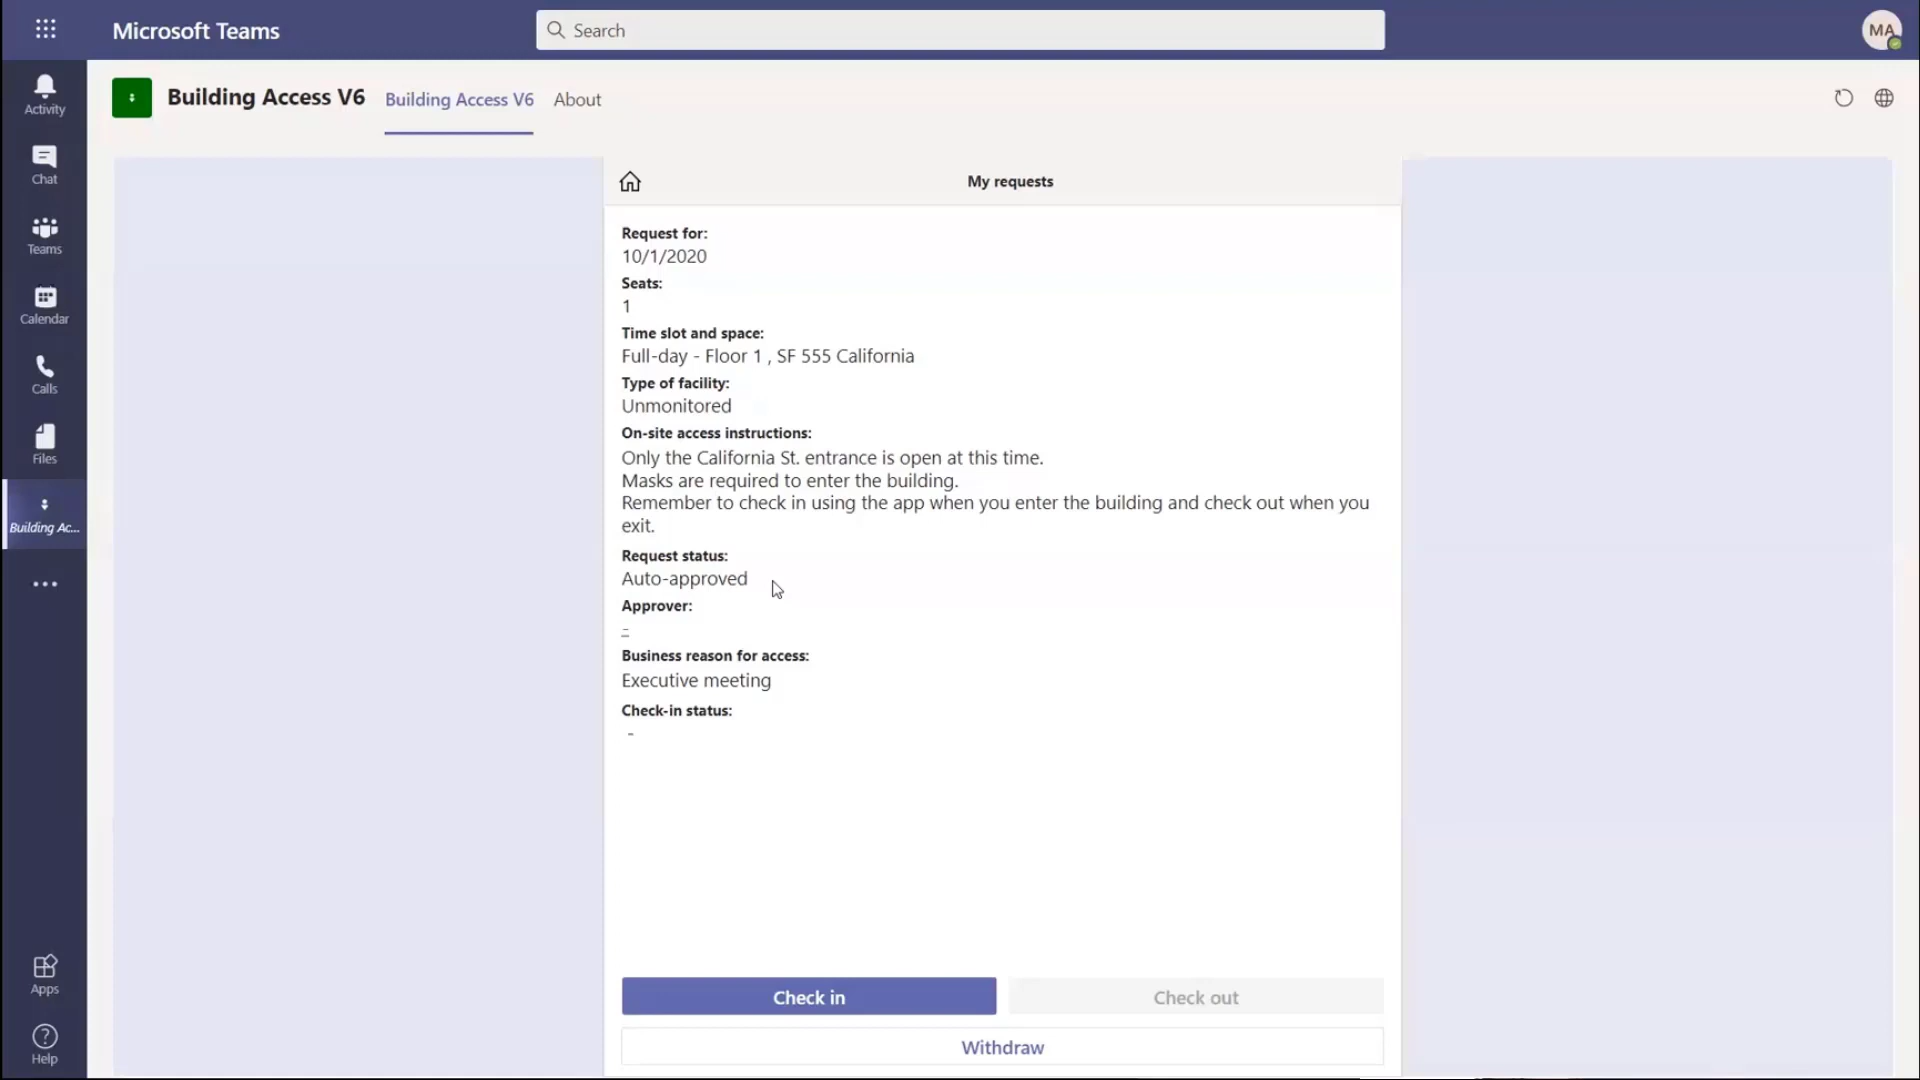 Microsoft Teams
Search
MA
Activity
Chat
Teams
Calendar
Calls
Files
Building Ac...
Apps
Help
Building Access V6
Building Access V6
About
My requests
Request for:
10/1/2020
Seats:
1
Time slot and space:
Full-day - Floor 1 , SF 555 California
Type of facility:
Unmonitored
On-site access instructions:
Only the California St. entrance is open at this time.
Masks are required to enter the building.
Remember to check in using the app when you enter the building and check out when you
exit.
Request status:
Auto-approved
Approver:
-
Business reason for access:
Executive meeting
Check-in status:
-
Check in
Check out
Withdraw